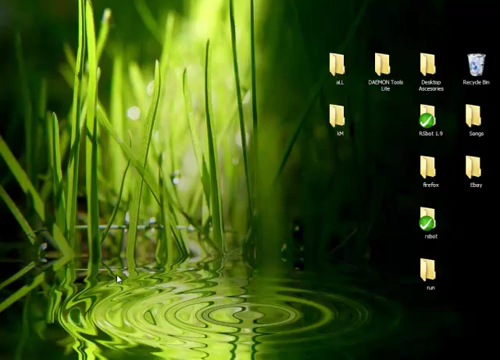 aLL
DAEMON Tools
Lite
Desktop
Accesories
Recycle Bin
kM
RSbot 1.9
Songs
firefox
Ebay
rsbot
run